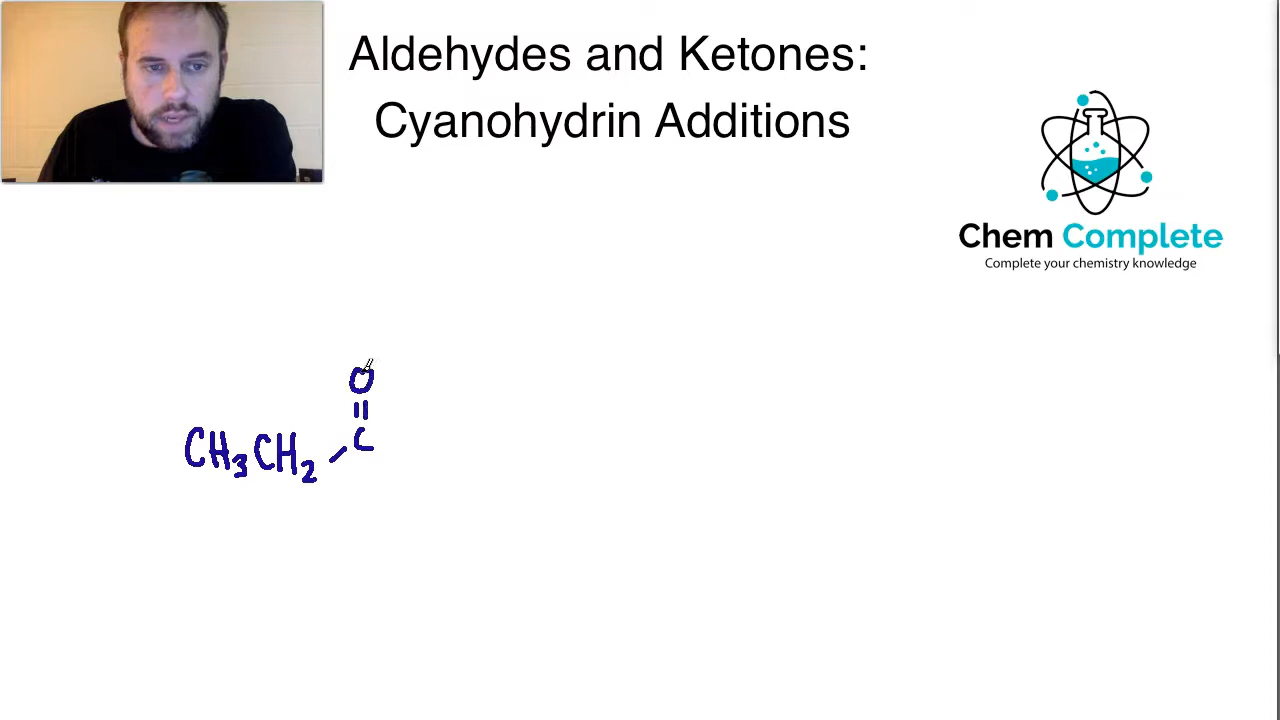 Aldehydes and Ketones:
Cyanohydrin Additions
Chem Complete
Complete your chemistry knowledge
O
||
CH₃CH₂ / C